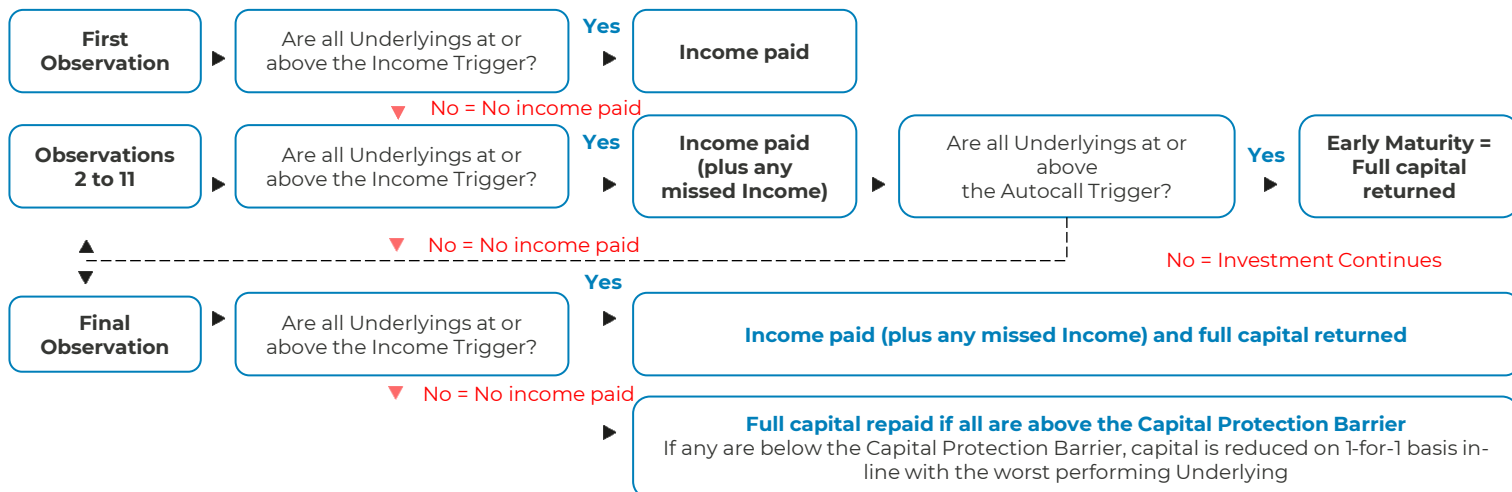 First
Observation
Are all Underlyings at or
above the Income Trigger?
Yes
Income paid
No = No income paid
Observations
2 to 11
Are all Underlyings at or
above the Income Trigger?
Yes
Income paid
(plus any
missed Income)
Are all Underlyings at or
above
the Autocall Trigger?
Yes
Early Maturity =
Full capital
returned
No = No income paid
No = Investment Continues
Final
Observation
Are all Underlyings at or
above the Income Trigger?
Yes
Income paid (plus any missed Income) and full capital returned
No = No income paid
Full capital repaid if all are above the Capital Protection Barrier
If any are below the Capital Protection Barrier, capital is reduced on 1-for-1 basis in-
line with the worst performing Underlying